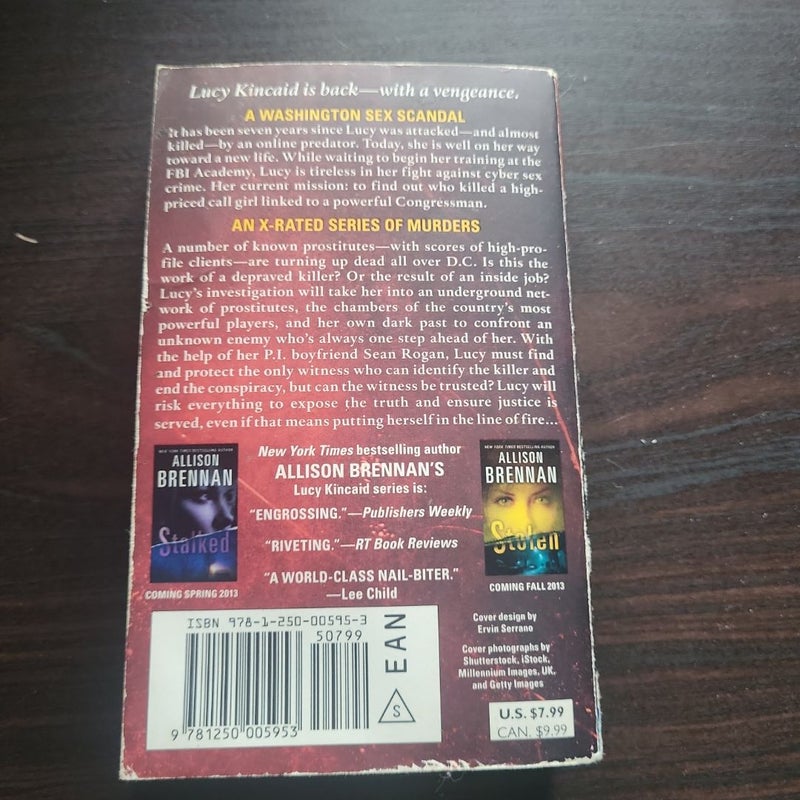 Lucy Kincaid is back—with a vengeance.
A WASHINGTON SEX SCANDAL
It has been seven years since Lucy was attacked—and almost
killed—by an online predator. Today, she is well on her way
toward a new life. While waiting to begin her training at the
FBI Academy, Lucy is tireless in her fight against cyber sex
crime. Her current mission: to find out who killed a high-
priced call girl linked to a powerful Congressman.
AN X-RATED SERIES OF MURDERS
A number of known prostitutes—with scores of high-pro-
file clients—are turning up dead all over D.C. Is this the
work of a depraved killer? Or the result of an inside job?
Lucy's investigation will take her into an underground net-
work of prostitutes, the chambers of the country's most
powerful players, and her own dark past to confront an
unknown enemy who's always one step ahead of her. With
the help of her P.I. boyfriend Sean Rogan, Lucy must find
and protect the only witness who can identify the killer and
end the conspiracy, but can the witness be trusted? Lucy will
risk everything to expose the truth and ensure justice is
served, even if that means putting herself in the line of fire...
NEW YORK TIMES BESTSELLING AUTHOR
ALLISON
BRENNAN
Stalked
COMING SPRING 2013
New York Times bestselling author
ALLISON BRENNAN'S
Lucy Kincaid series is:
"ENGROSSING."—Publishers Weekly
"RIVETING."—RT Book Reviews
"A WORLD-CLASS NAIL-BITER."
—Lee Child
NEW YORK TIMES BESTSELLING AUTHOR
ALLISON
BRENNAN
Stolen
COMING FALL 2013
ISBN 978-1-250-00595-3
50799
9 781250 005953
EAN
S
Cover design by
Ervin Serrano
Cover photographs by
Shutterstock, iStock,
Millennium Images, UK,
and Getty Images
U.S. $7.99
CAN. $9.99